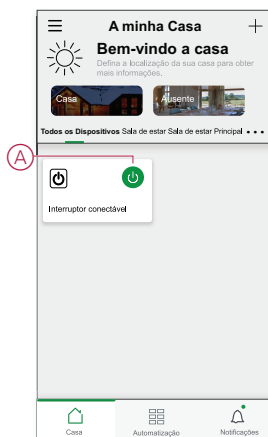 A minha Casa
Bem-vindo a casa
Defina a localização da sua casa para obter
mais informações.
Casa
Ausente
Todos os Dispositivos Sala de estar Sala de estar Principal
A
Interruptor conectável
Casa
Automatização
Notificações